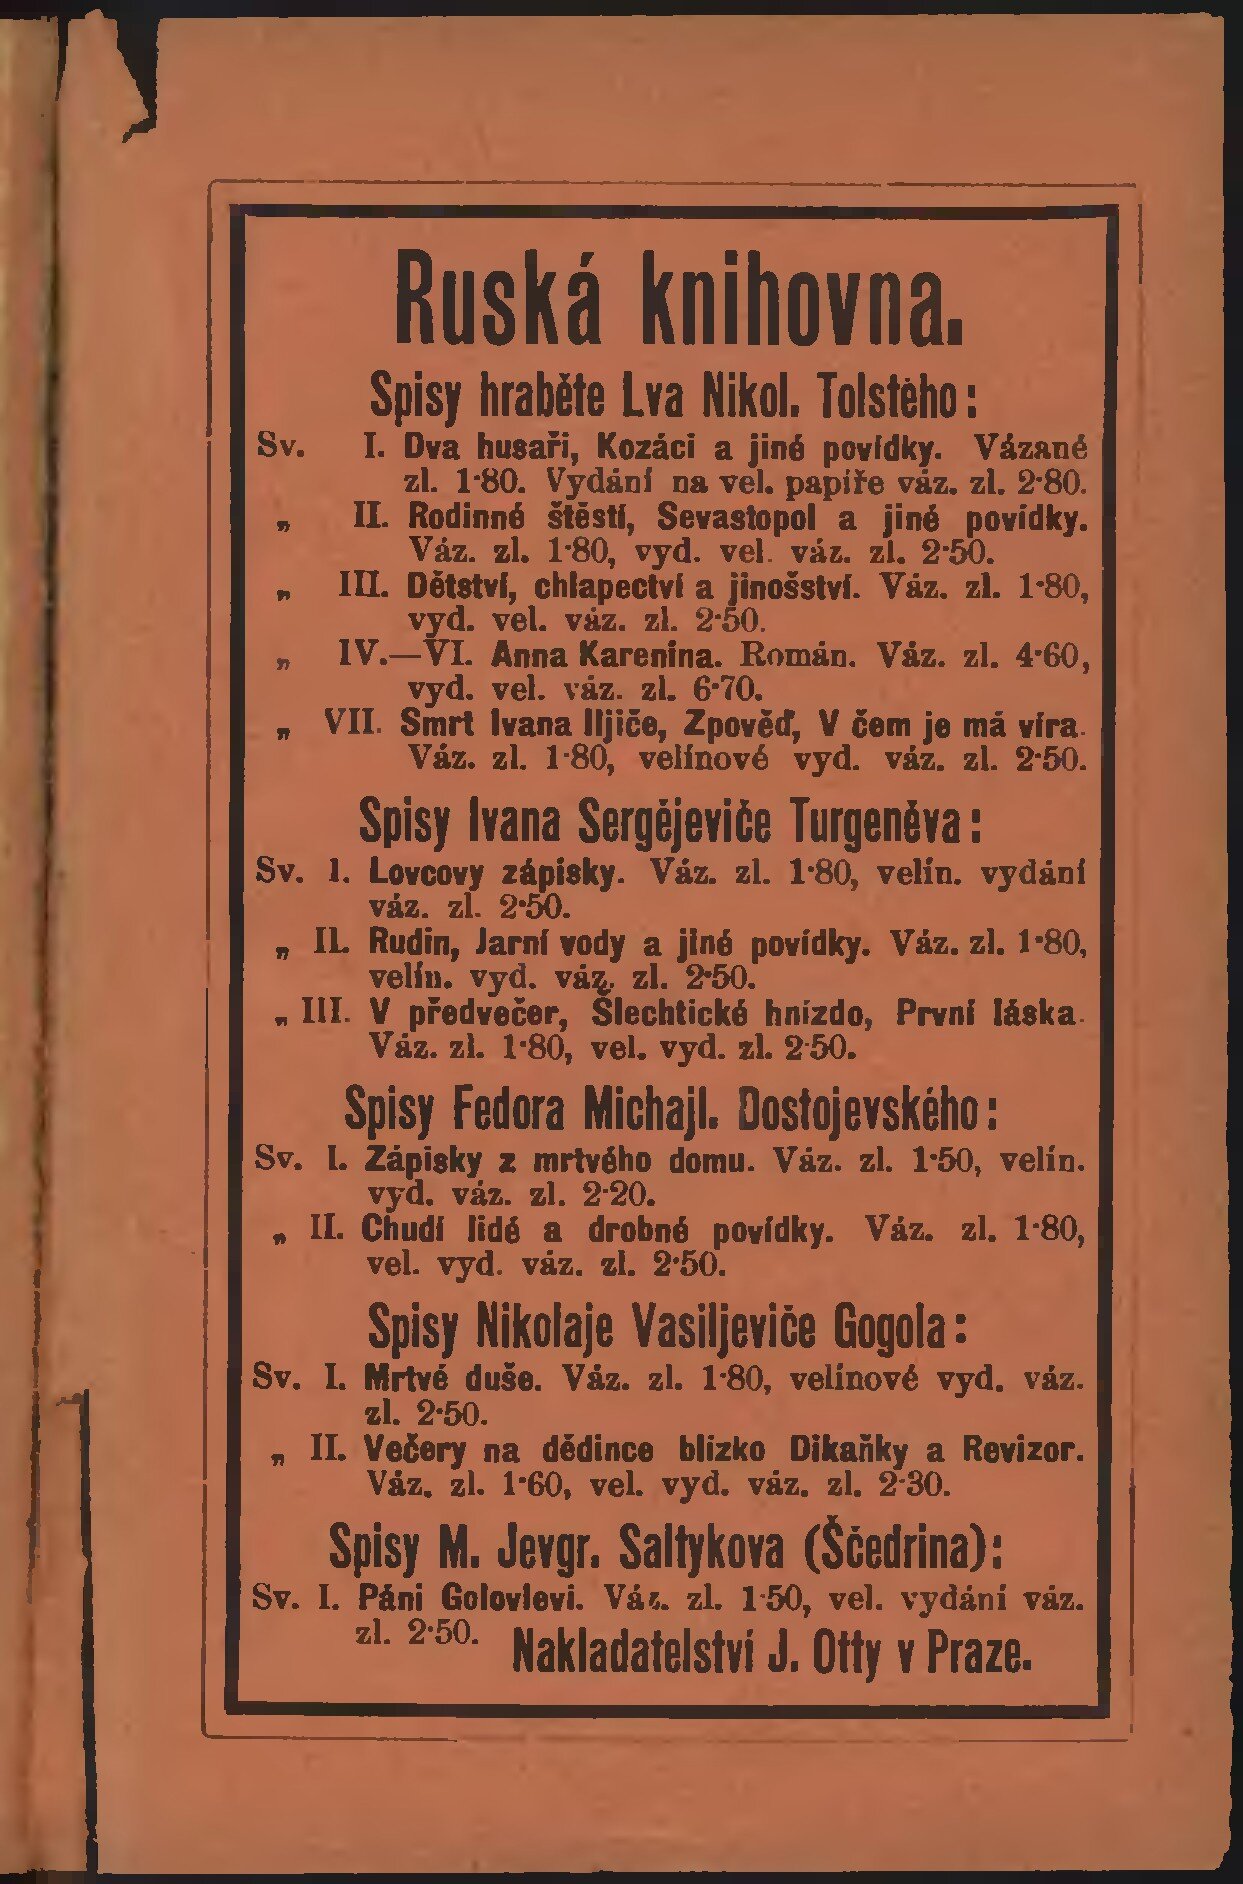 Ruská knihovna.
Spisy hraběte Lva Nikol. Tolstého:
Sv. I. Dva husaři, Kozáci a jiné povídky. Vázané
zl. 1·80. Vydání na vel. papíře váz. zl. 2·80.
„ II. Rodinné štěstí, Sevastopol a jiné povídky.
Váz. zl. 1·80, vyd. vel. váz. zl. 2·50.
„ III. Dětství, chlapectví a jinošství. Váz. zl. 1·80,
vyd. vel. váz. zl. 2·50.
„ IV.—VI. Anna Karenina. Román. Váz. zl. 4·60,
vyd. vel. váz. zl. 6·70.
„ VII. Smrt Ivana Iljiče, Zpověď, V čem je má víra.
Váz. zl. 1·80, velínové vyd. váz. zl. 2·50.
Spisy Ivana Sergějeviče Turgeněva:
Sv. I. Lovcovy zápisky. Váz. zl. 1·80, velín. vydání
váz. zl. 2·50.
„ II. Rudin, Jarní vody a jiné povídky. Váz. zl. 1·80,
velín. vyd. váz. zl. 2·50.
„ III. V předvečer, Šlechtické hnízdo, První láska.
Váz. zl. 1·80, vel. vyd. zl. 2·50.
Spisy Fedora Michajl. Dostojevského:
Sv. I. Zápisky z mrtvého domu. Váz. zl. 1·50, velín.
vyd. váz. zl. 2·20.
„ II. Chudí lidé a drobné povídky. Váz. zl. 1·80,
vel. vyd. váz. zl. 2·50.
Spisy Nikolaje Vasiljeviče Gogola:
Sv. I. Mrtvé duše. Váz. zl. 1·80, velínové vyd. váz.
zl. 2·50.
„ II. Večery na dědince blízko Dikaňky a Revizor.
Váz. zl. 1·60, vel. vyd. váz. zl. 2·30.
Spisy M. Jevgr. Saltykova (Ščedrina):
Sv. I. Páni Golovlevi. Váz. zl. 1·50, vel. vydání váz.
zl. 2·50.
Nakladatelství J. Otty v Praze.